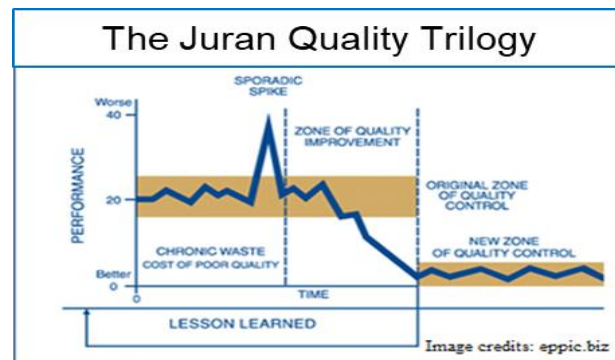 The Juran Quality Trilogy
SPORADIC
SPIKE
Worse
40
ZONE OF QUALITY
IMPROVEMENT
PERFORMANCE
20
ORIGINAL ZONE
OF QUALITY
CONTROL
CHRONIC WASTE
COST OF POOR QUALITY
NEW ZONE
OF QUALITY CONTROL
Better
0
0
TIME
LESSON LEARNED
Image credits: eppic.biz